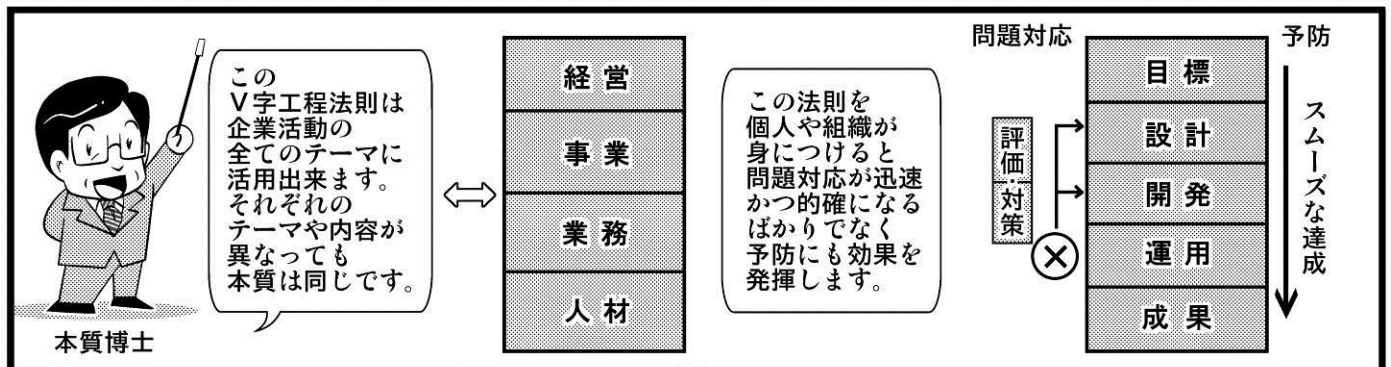 この
Ｖ字工程法則は
企業活動の
全てのテーマに
活用出来ます。
それぞれの
テーマや内容が
異なっても
本質は同じです。
本質博士
経営
事業
業務
人材
この法則を
個人や組織が
身につけると
問題対応が迅速
かつ的確になる
ばかりでなく
予防にも効果を
発揮します。
問題対応
評価・対策
目標
設計
開発
運用
成果
予防
スムーズな達成